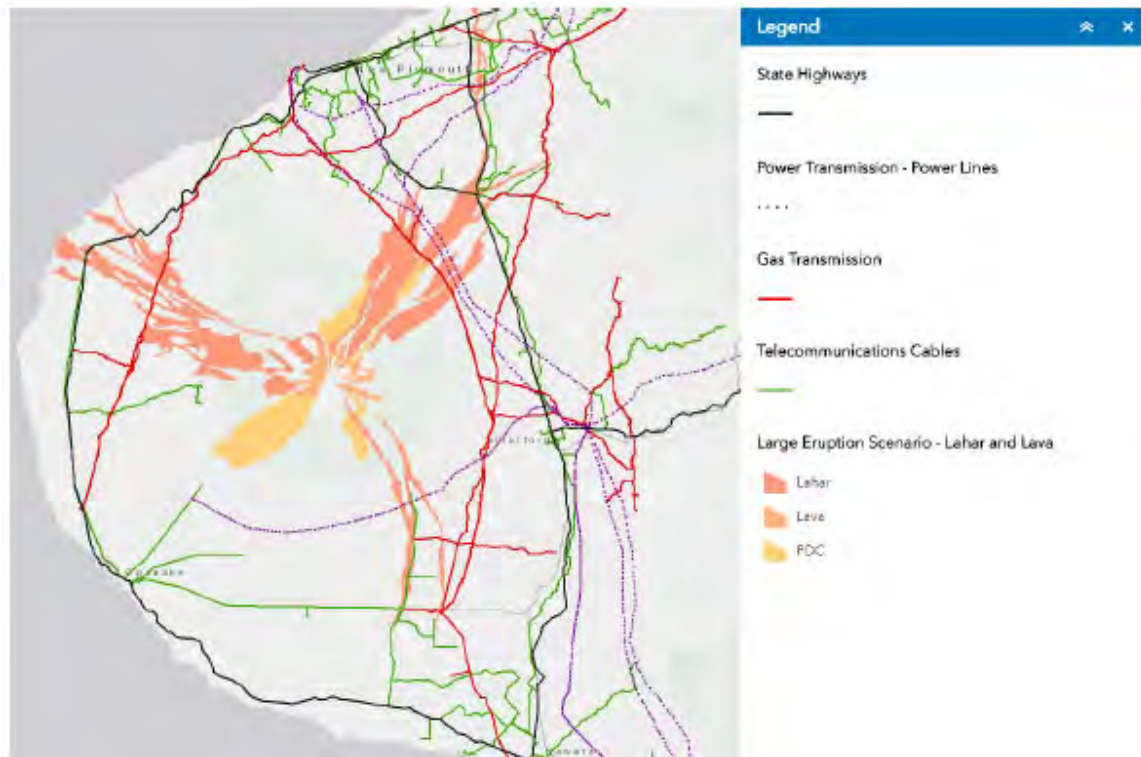 Legend
State Highways
Power Transmission - Power Lines
Gas Transmission
Telecommunications Cables
Large Eruption Scenario - Lahar and Lava
Lahar
Lava
PDC
Plymouth